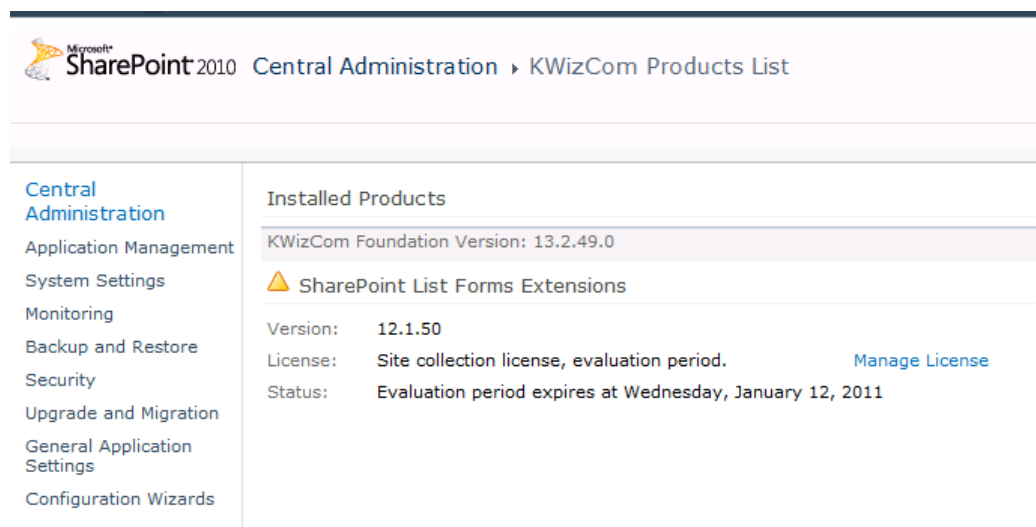 Microsoft®
SharePoint 2010 Central Administration ▸ KWizCom Products List
Central
Administration
Application Management
System Settings
Monitoring
Backup and Restore
Security
Upgrade and Migration
General Application
Settings
Configuration Wizards
Installed Products
KWizCom Foundation Version: 13.2.49.0
SharePoint List Forms Extensions
Version: 12.1.50
License: Site collection license, evaluation period. Manage License
Status: Evaluation period expires at Wednesday, January 12, 2011